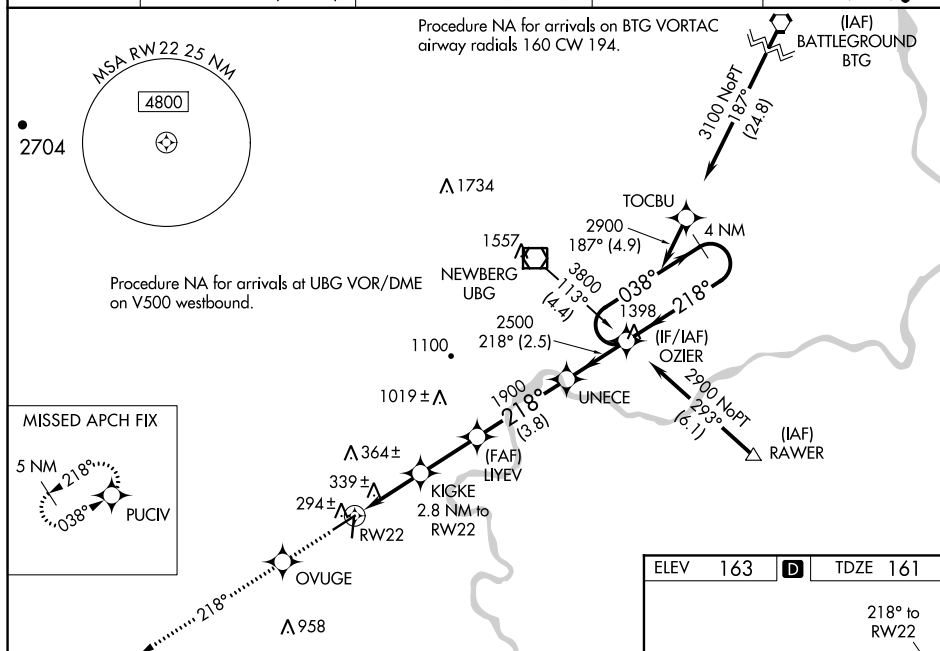 Procedure NA for arrivals on BTG VORTAC
airway radials 160 CW 194.
(IAF)
BATTLEGROUND
BTG
MSA RW 22 25 NM
4800
2704
3100 NoPT
187°
(24.8)
1734
TOCBU
2900
187° (4.9)
4 NM
1557
NEWBERG
UBG
3800
113°
(4.4)
038°
218°
Procedure NA for arrivals at UBG VOR/DME
on V500 westbound.
1398
(IF/IAF)
OZIER
2500
218° (2.5)
1100
UNECE
2900 NoPT
293°
(6.1)
(IAF)
RAWER
1019 ±
1900
218°
(3.8)
(FAF)
LIYEV
MISSED APCH FIX
5 NM
218°
038°
PUCIV
364 ±
339 ±
294 ±
KIGKE
2.8 NM to
RW22
RW22
OVUGE
218°
958
ELEV 163 D TDZE 161
218° to
RW22